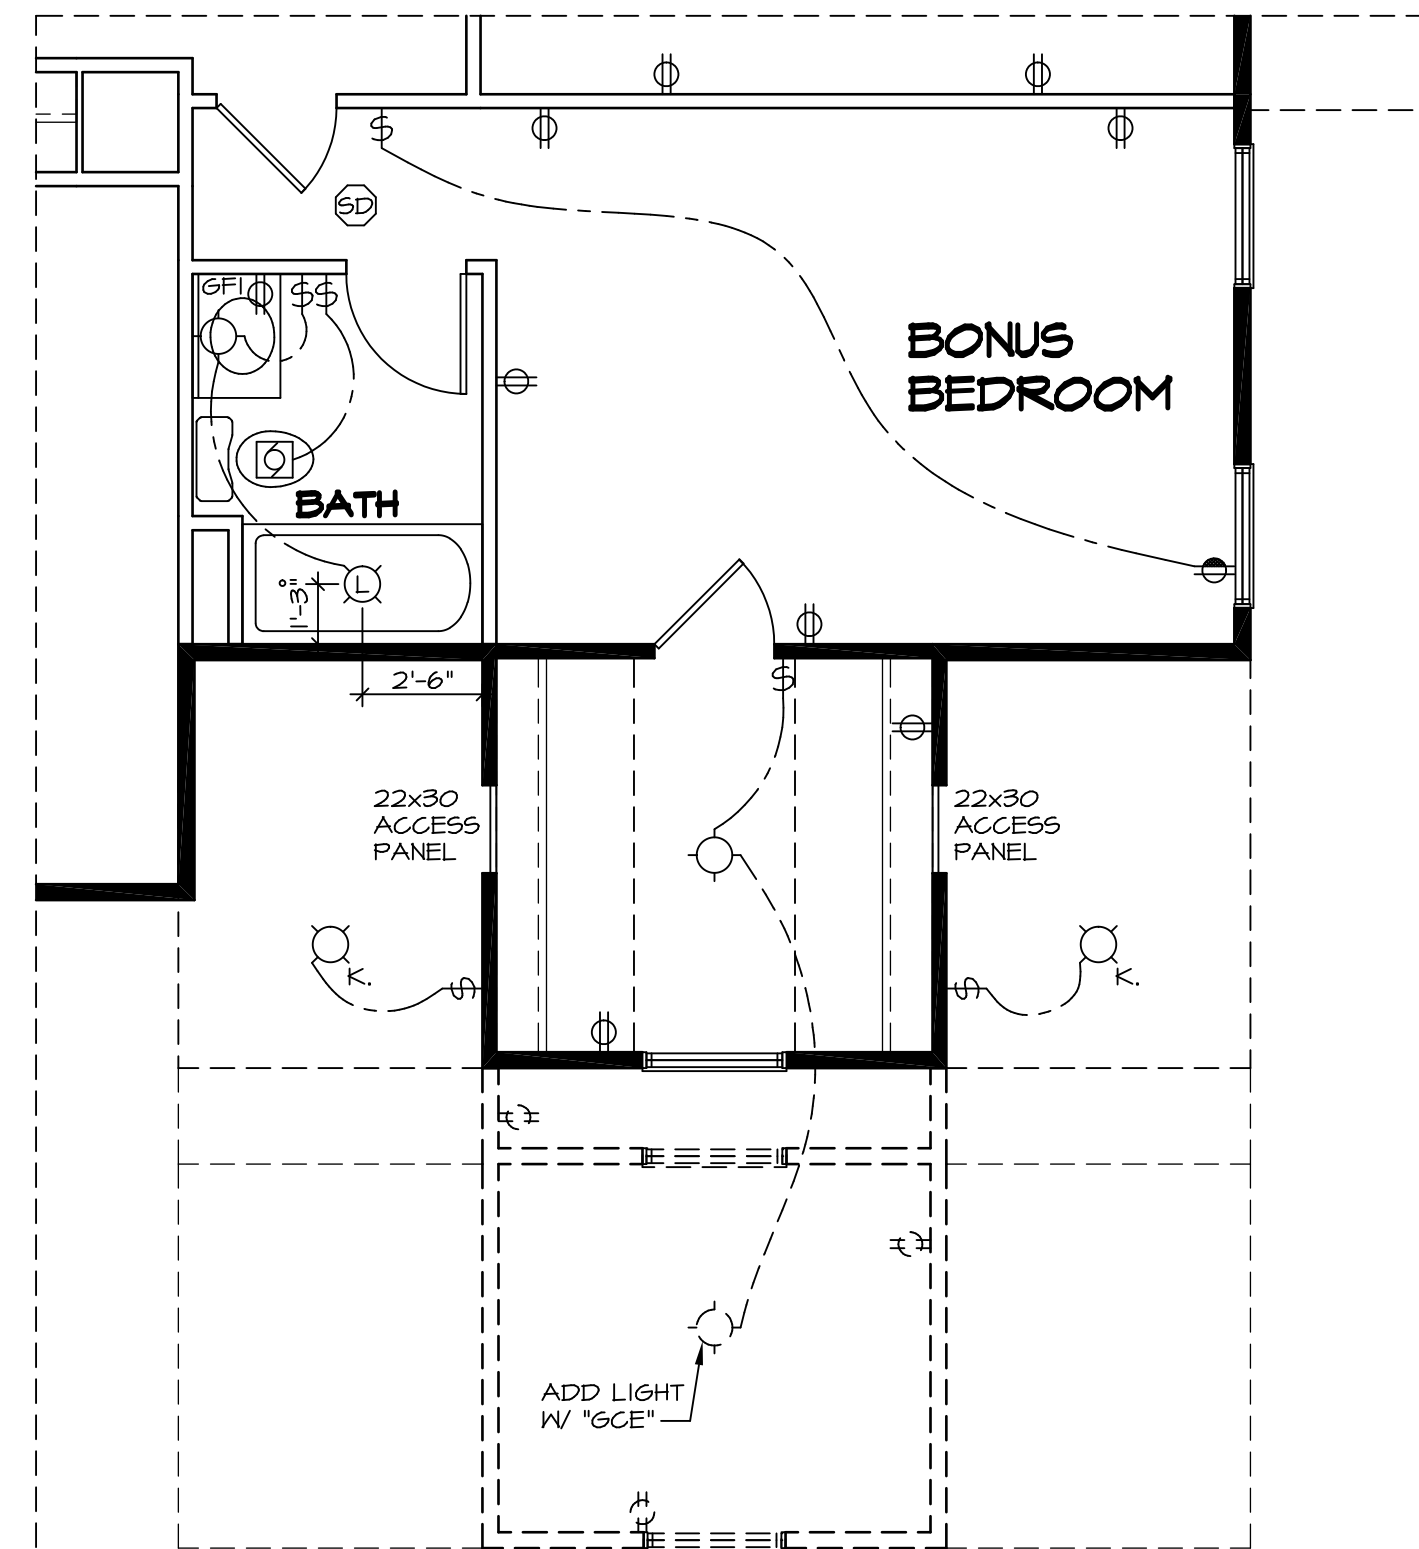 $
SD
GFI
$$
BONUS
BEDROOM
BATH
L
1'-3"
2'-6"
$
22x30
ACCESS
PANEL
22x30
ACCESS
PANEL
K.
$
$
K.
ADD LIGHT
W/ "GCE"